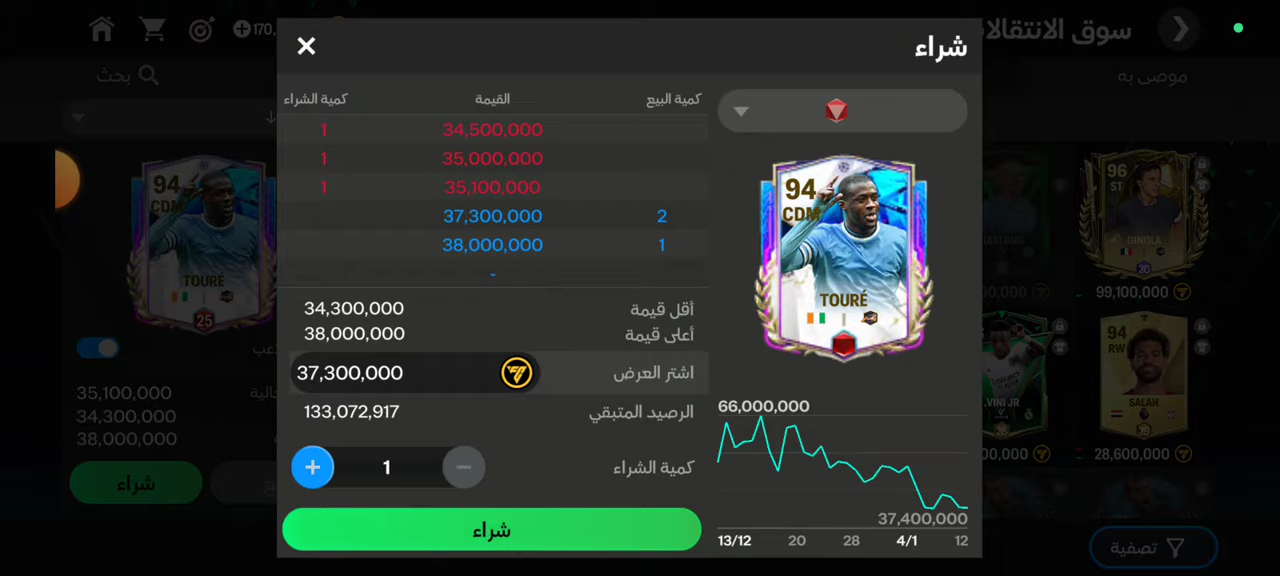 سوق الانتقالات
170,
شراء
موصى به
بحث
كمية البيع القيمة كمية الشراء
34,500,000 1
35,000,000 1
35,100,000 1
2 37,300,000
1 38,000,000
-
أقل قيمة 34,300,000
أعلى قيمة 38,000,000
اشترِ العرض 37,300,000
الرصيد المتبقي 133,072,917
كمية الشراء 1
شراء
94
CDM
TOURÉ
66,000,000
37,400,000
13/12 20 28 4/1 12
94
CDM
TOURÉ
25
35,100,000
34,300,000
38,000,000
شراء
96
ST
GINOLA
30
99,100,000
VINI JR
94
RW
SALAH
28,600,000
تصفية